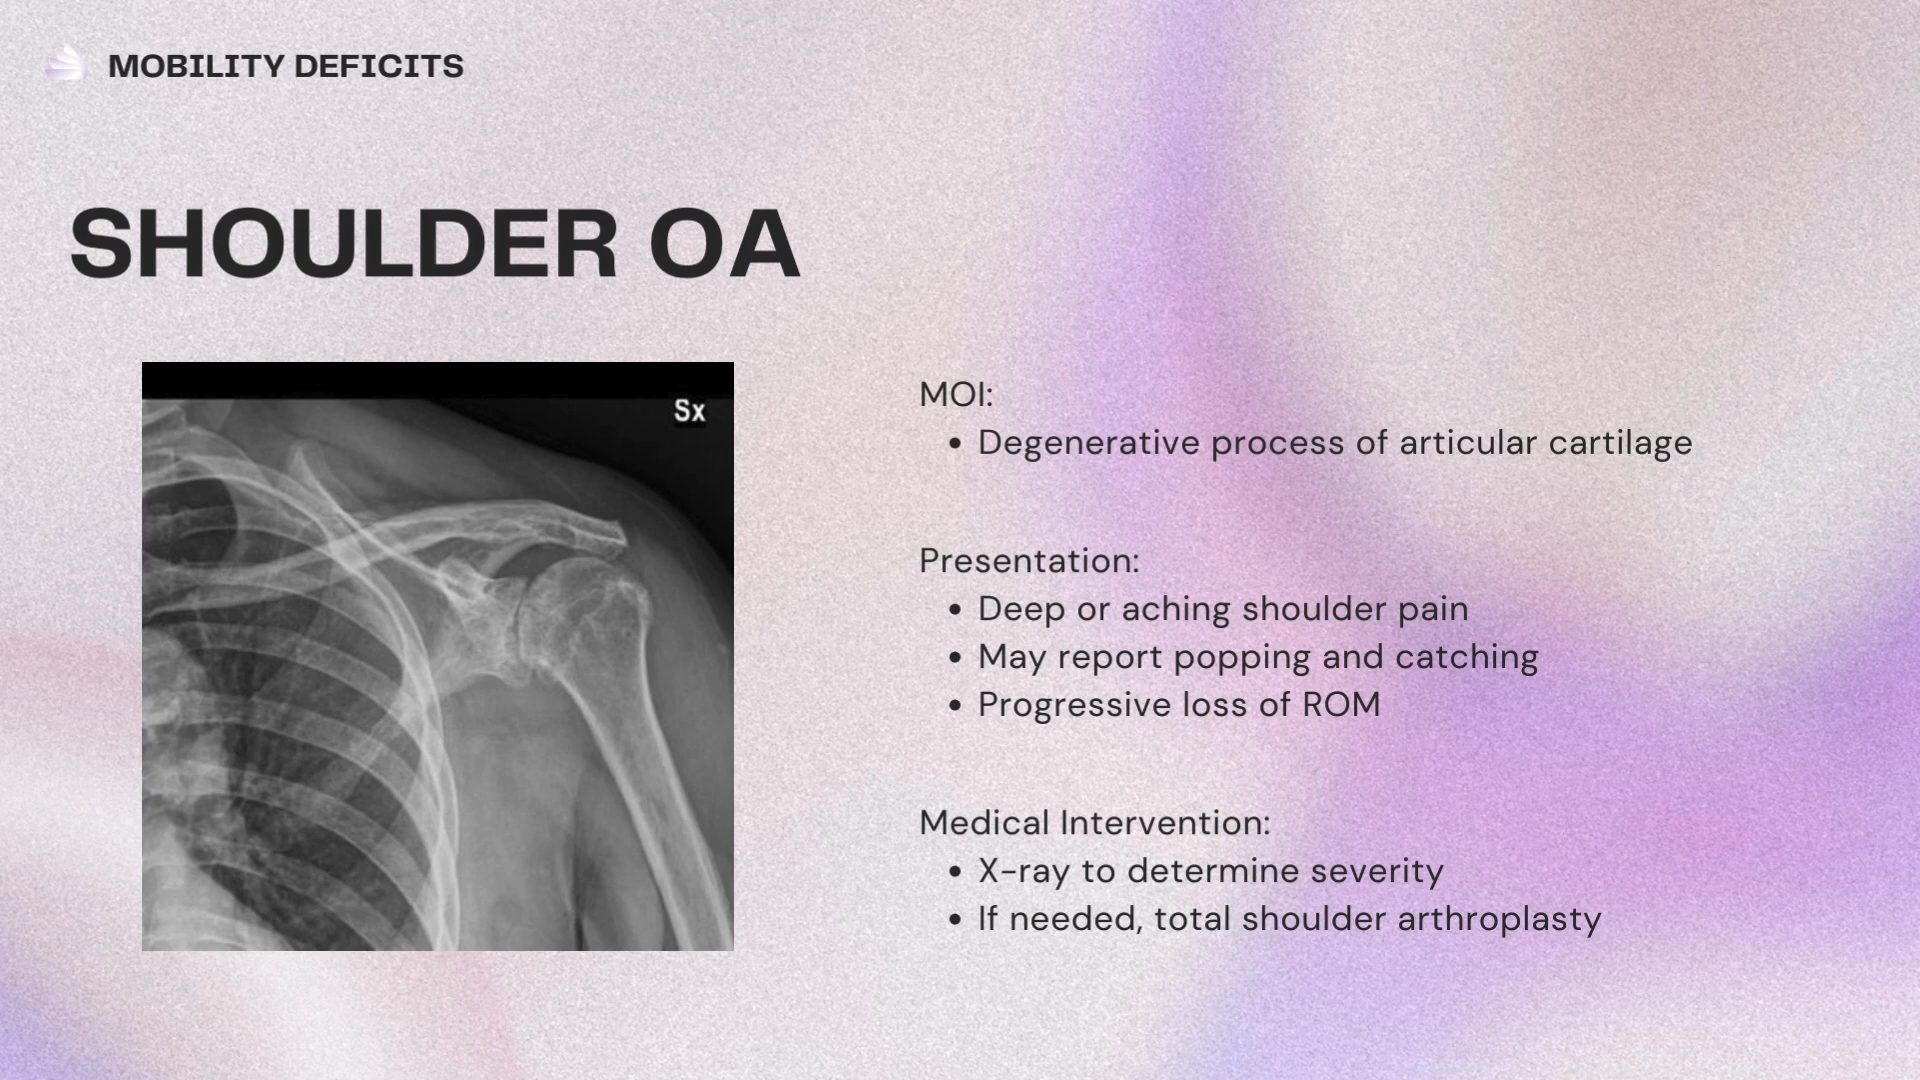 MOBILITY DEFICITS
SHOULDER OA
Sx
MOI:
• Degenerative process of articular cartilage
Presentation:
• Deep or aching shoulder pain
• May report popping and catching
• Progressive loss of ROM
Medical Intervention:
• X-ray to determine severity
• If needed, total shoulder arthroplasty